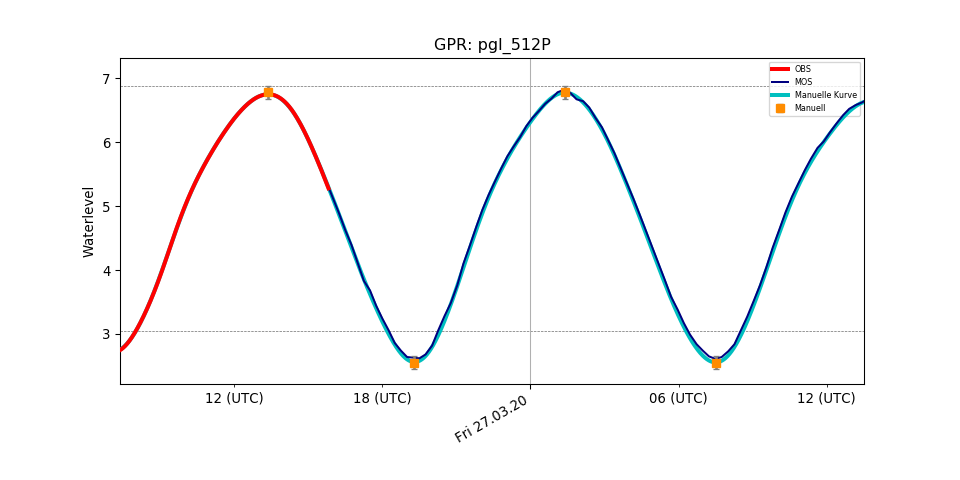 GPR: pgl_512P
7
6
5
4
3
Waterlevel
OBS
MOS
Manuelle Kurve
Manuell
12 (UTC)
18 (UTC)
Fri 27.03.20
06 (UTC)
12 (UTC)